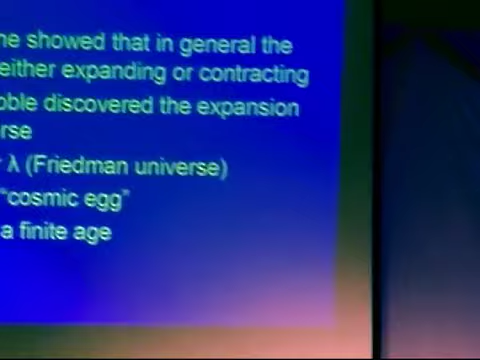 he showed that in general the
either expanding or contracting
bble discovered the expansion
rse
λ (Friedman universe)
"cosmic egg"
a finite age